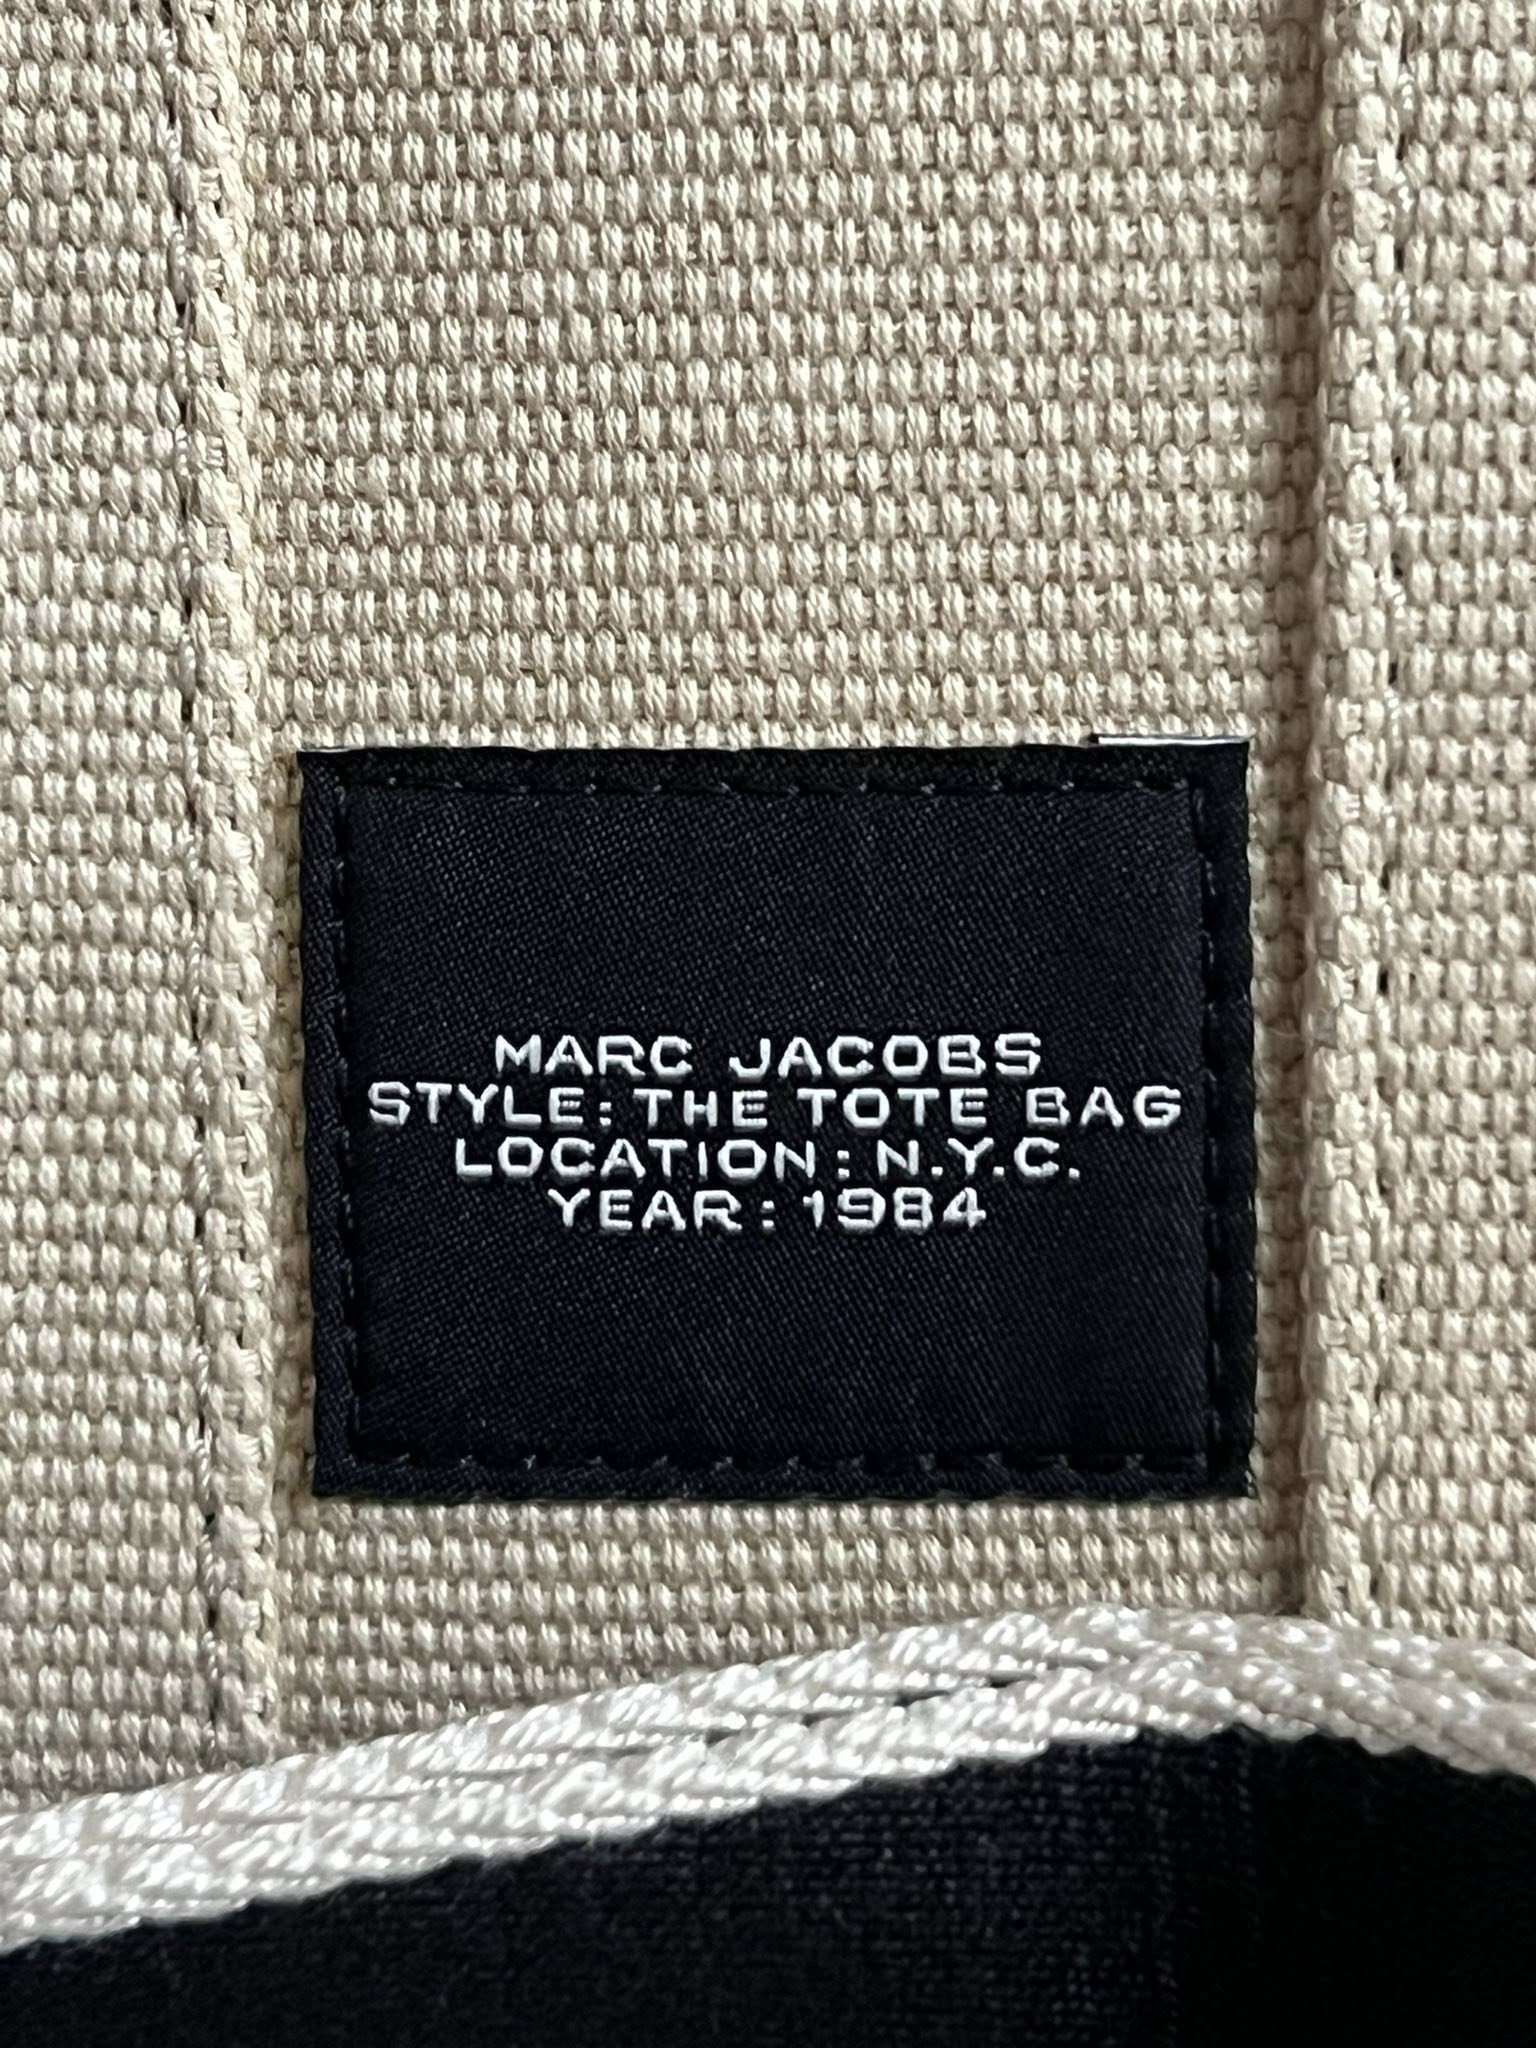 MARC JACOBS
STYLE: THE TOTE BAG
LOCATION: N.Y.C.
YEAR: 1984